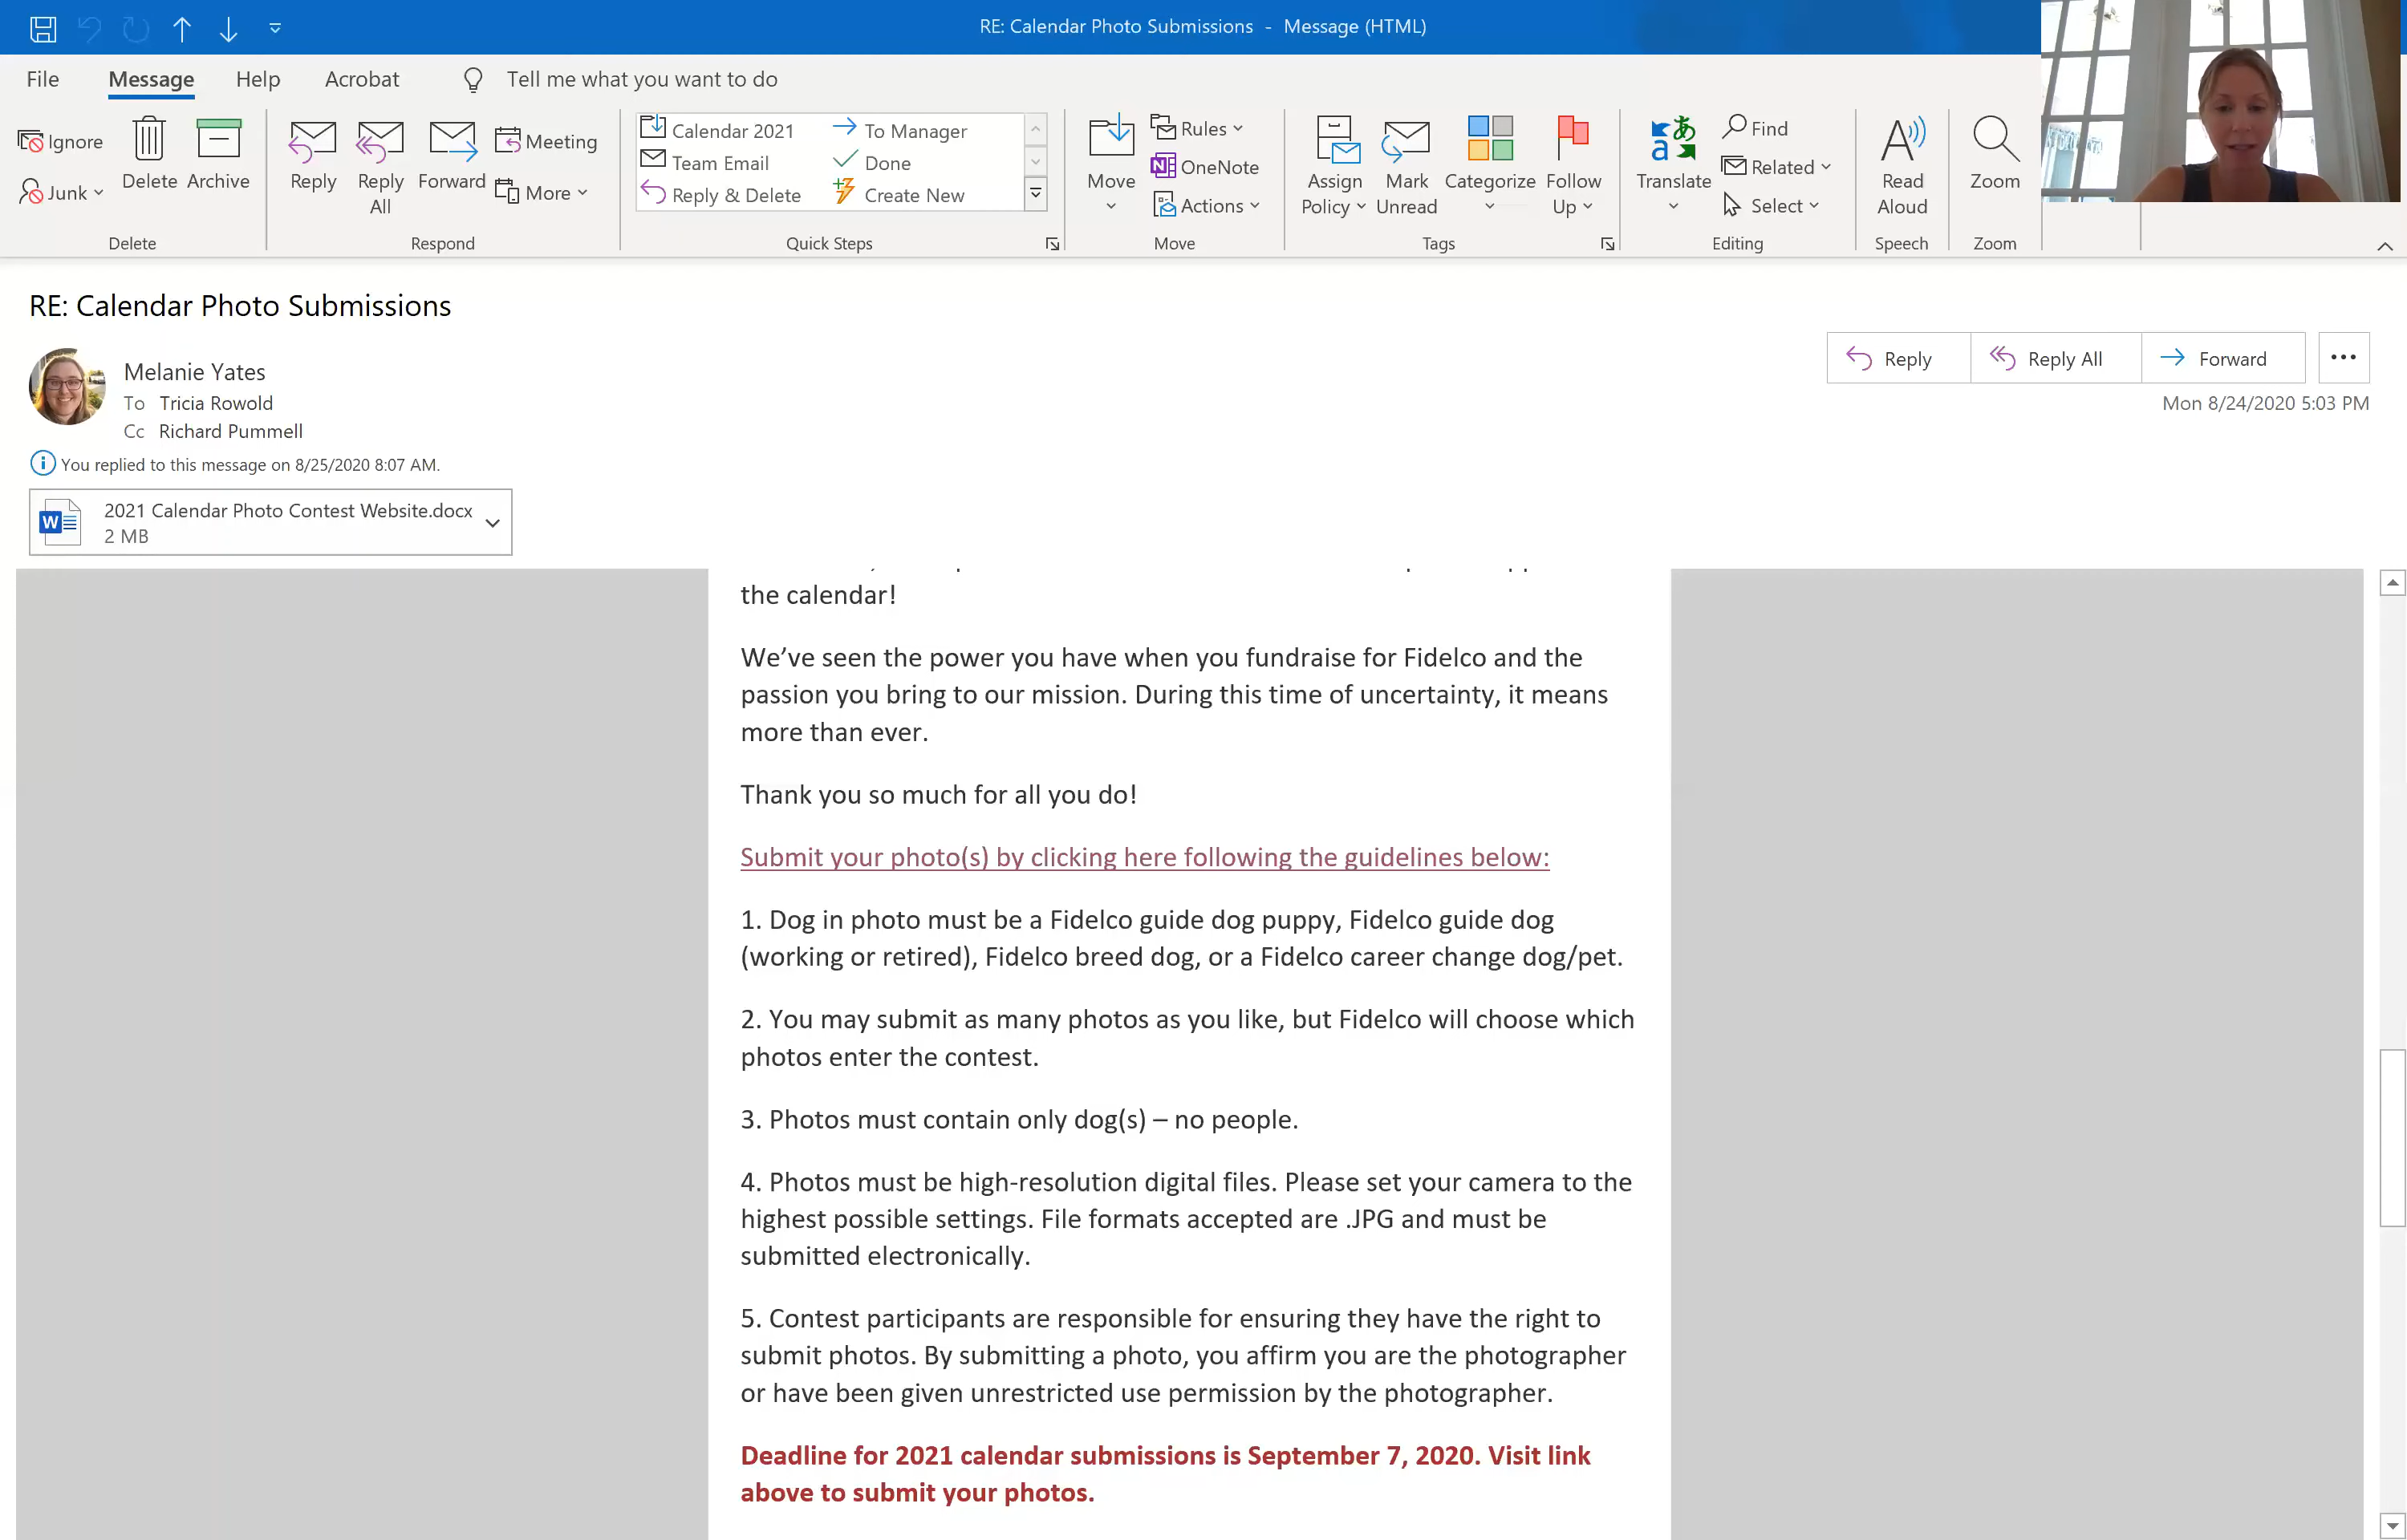 RE: Calendar Photo Submissions - Message (HTML)
File Message Help Acrobat Tell me what you want to do
Ignore
Junk
Delete
Archive
Delete
Reply
Reply All
Forward
Meeting
More
Respond
Calendar 2021
Team Email
Reply & Delete
To Manager
Done
Create New
Quick Steps
Move
Rules
OneNote
Actions
Move
Assign Policy
Mark Unread
Categorize
Follow Up
Tags
Translate
Find
Related
Select
Editing
Read Aloud
Speech
Zoom
Zoom
RE: Calendar Photo Submissions
Melanie Yates
To Tricia Rowold
Cc Richard Pummell
Reply Reply All Forward
Mon 8/24/2020 5:03 PM
You replied to this message on 8/25/2020 8:07 AM.
2021 Calendar Photo Contest Website.docx
2 MB
the calendar!
We've seen the power you have when you fundraise for Fidelco and the
passion you bring to our mission. During this time of uncertainty, it means
more than ever.
Thank you so much for all you do!
Submit your photo(s) by clicking here following the guidelines below:
1. Dog in photo must be a Fidelco guide dog puppy, Fidelco guide dog
(working or retired), Fidelco breed dog, or a Fidelco career change dog/pet.
2. You may submit as many photos as you like, but Fidelco will choose which
photos enter the contest.
3. Photos must contain only dog(s) – no people.
4. Photos must be high-resolution digital files. Please set your camera to the
highest possible settings. File formats accepted are .JPG and must be
submitted electronically.
5. Contest participants are responsible for ensuring they have the right to
submit photos. By submitting a photo, you affirm you are the photographer
or have been given unrestricted use permission by the photographer.
Deadline for 2021 calendar submissions is September 7, 2020. Visit link
above to submit your photos.